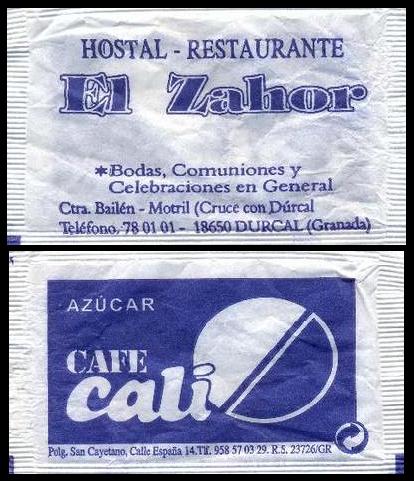 HOSTAL - RESTAURANTE
El Zahor
*Bodas, Comuniones y
Celebraciones en General
Ctra. Bailén - Motril (Cruce con Dúrcal
Teléfono, 78 01 01 - 18650 DURCAL (Granada)
AZÚCAR
CAFE
cali
Polg. San Cayetano, Calle España 14.Tlf. 958 57 03 29. R.S. 23726/GR